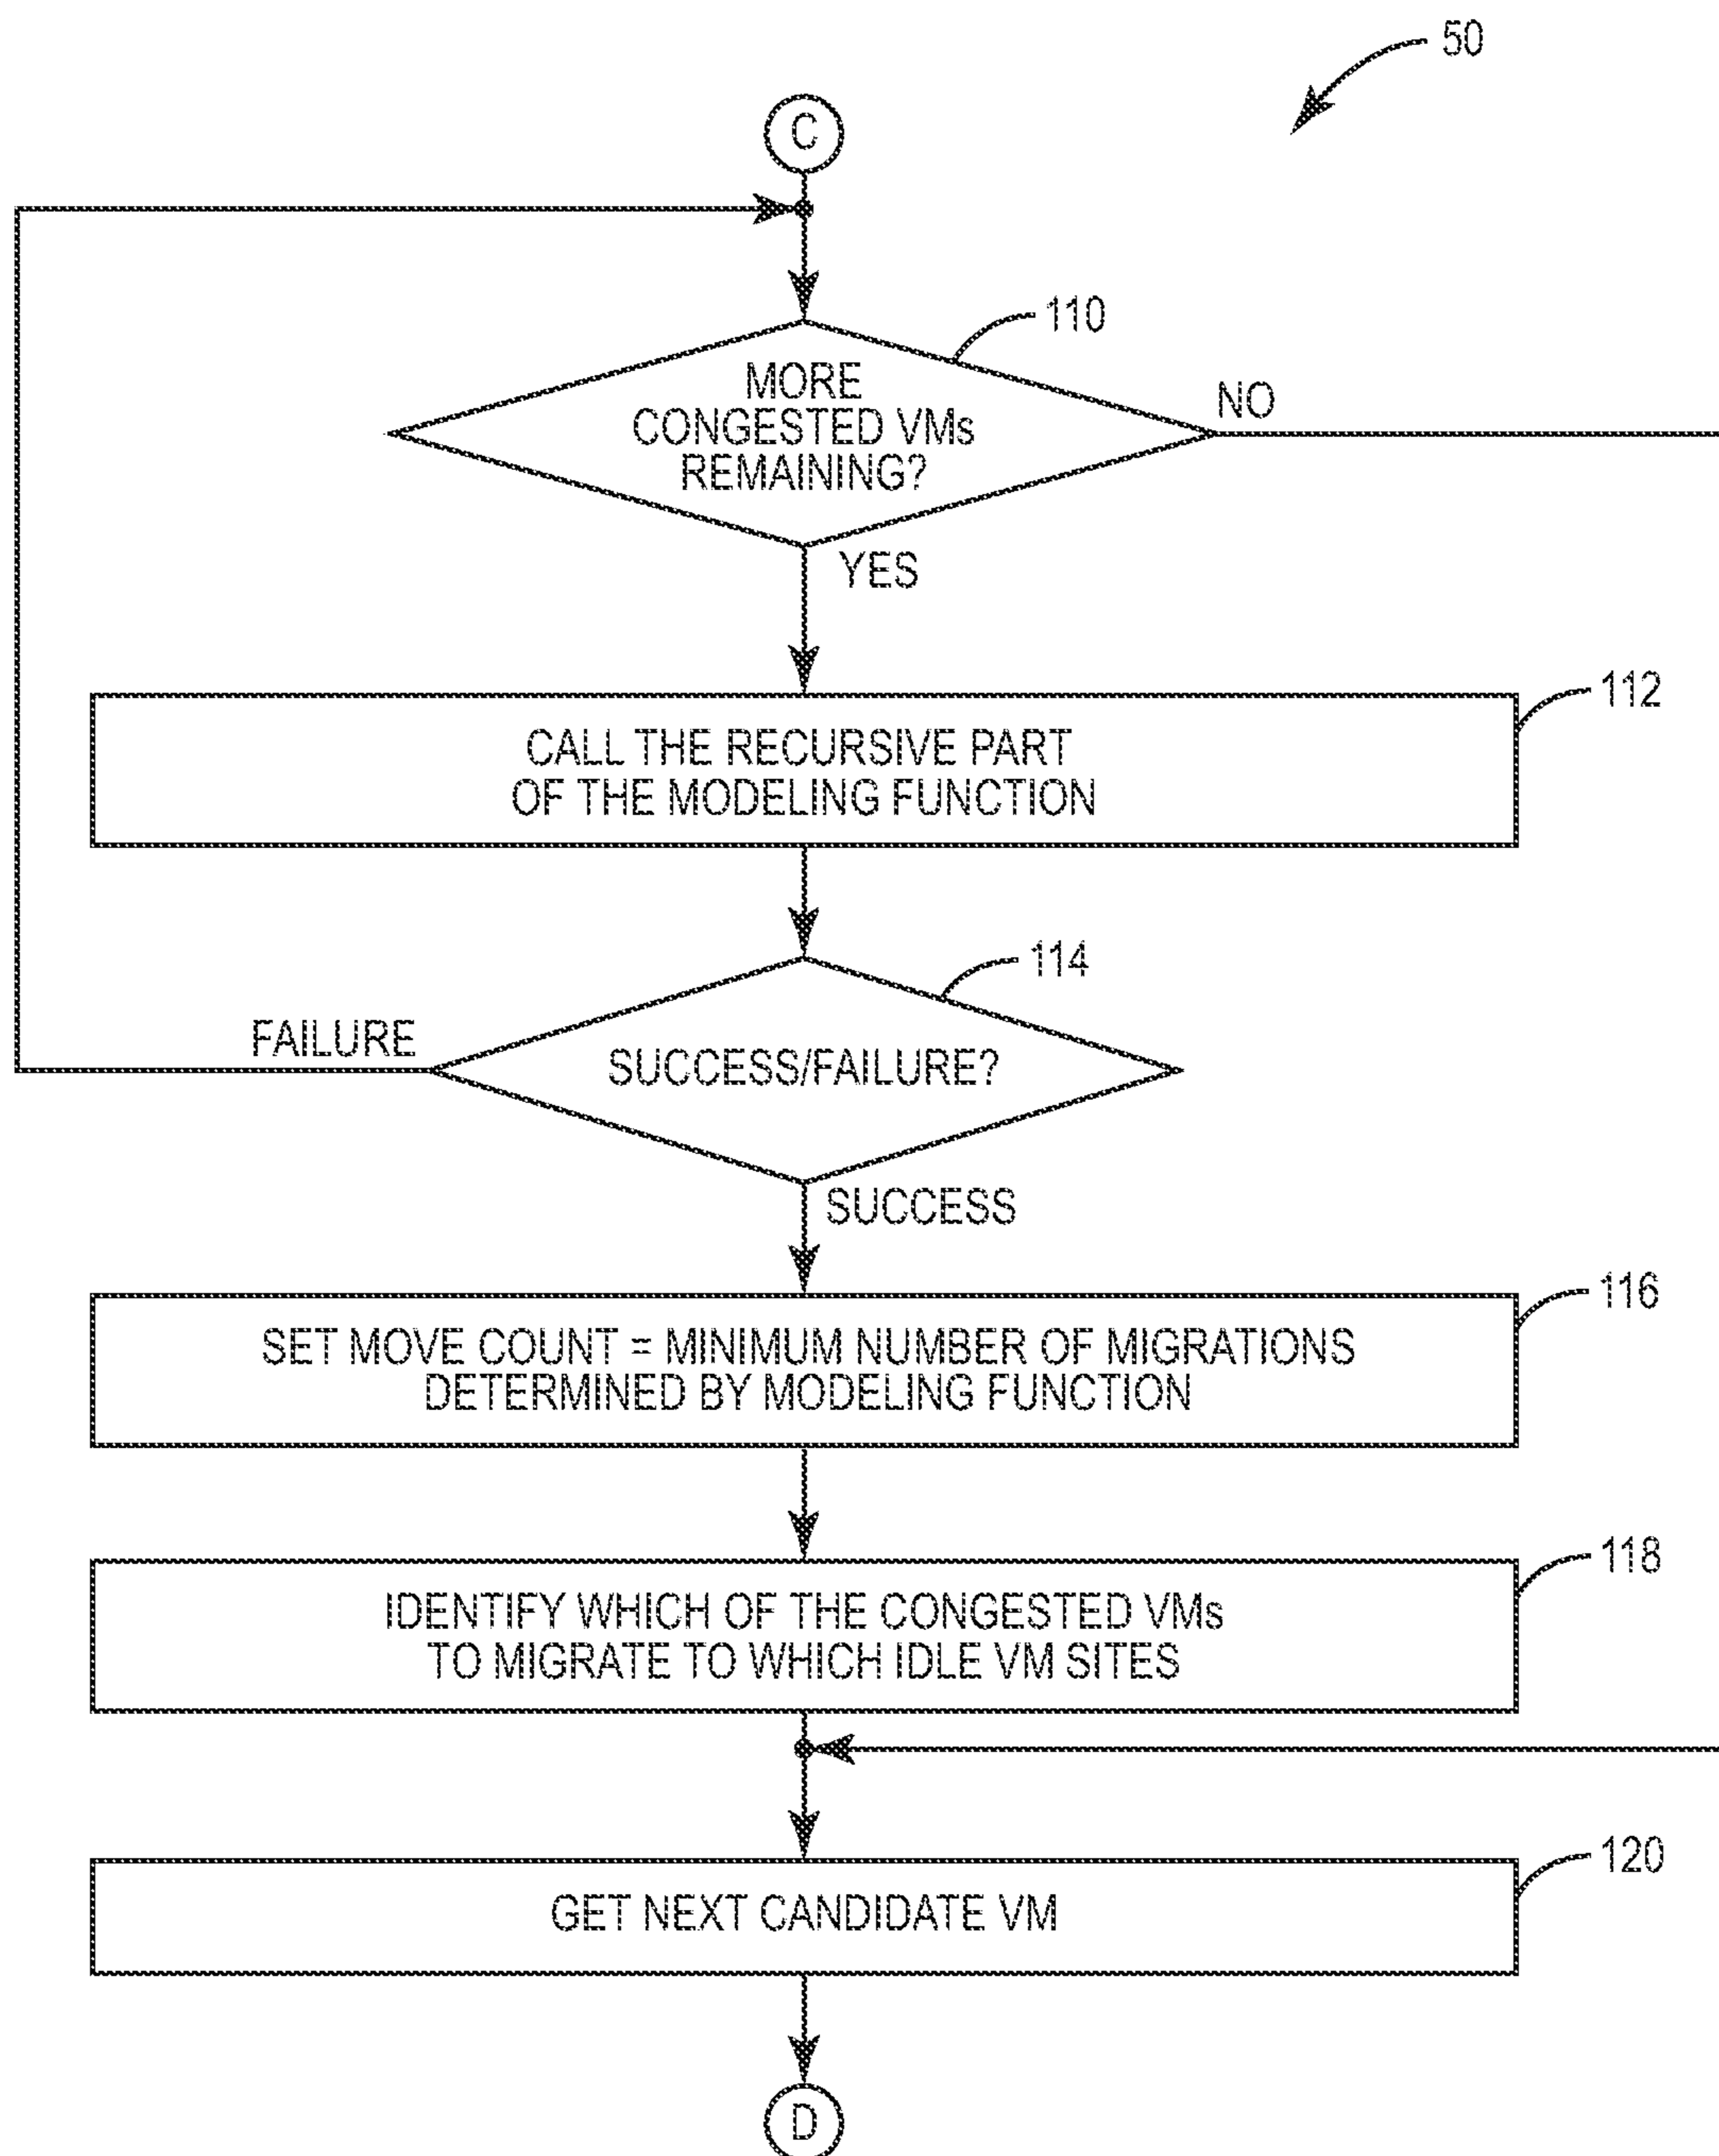 50
C
110
MORE
CONGESTED VMs
REMAINING?
NO
YES
112
CALL THE RECURSIVE PART
OF THE MODELING FUNCTION
114
FAILURE
SUCCESS/FAILURE?
SUCCESS
116
SET MOVE COUNT = MINIMUM NUMBER OF MIGRATIONS
DETERMINED BY MODELING FUNCTION
118
IDENTIFY WHICH OF THE CONGESTED VMs
TO MIGRATE TO WHICH IDLE VM SITES
120
GET NEXT CANDIDATE VM
D